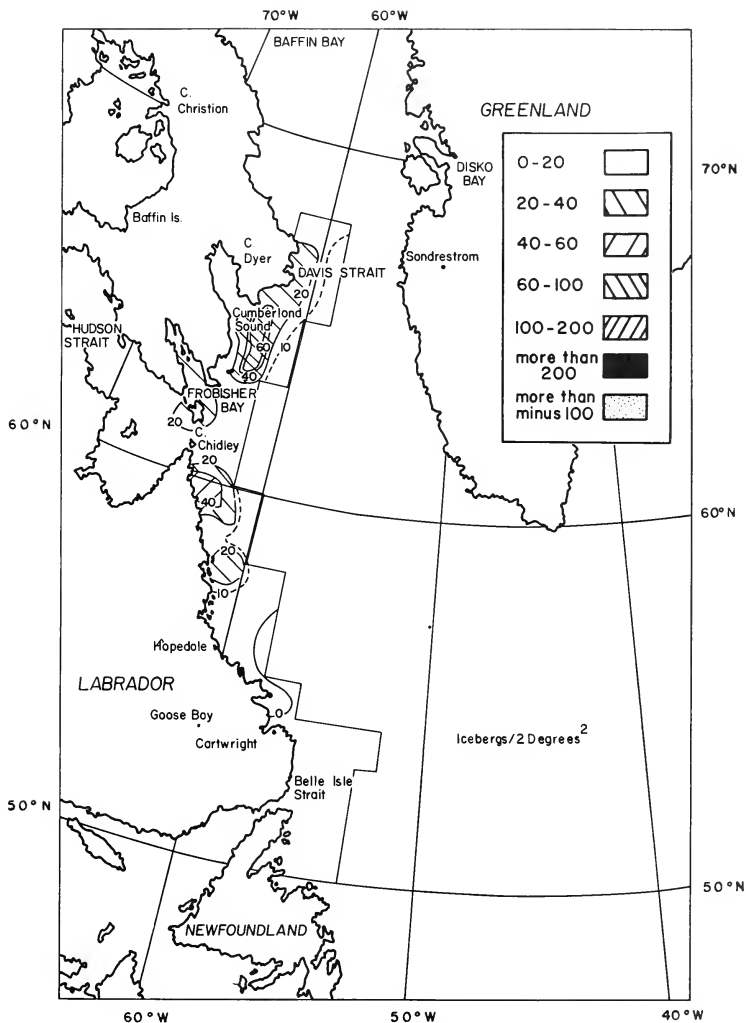 70°W 60°W
BAFFIN BAY
C.
Christion
GREENLAND
0-20
20-40
40-60
60-100
100-200
more than
200
more than
minus 100
DISKO
BAY
70°N
Baffin Is.
C.
Dyer
Sondrestrom
DAVIS STRAIT
20
Cumberlond
Sound
HUDSON
STRAIT
60 10
40
FROBISHER
BAY
20
60°N
C.
Chidley
20
40
60°N
20
10
Hopedale
LABRADOR
0
Goose Boy
Cartwright
Icebergs/2 Degrees2
Belle Isle
Strait
50°N
50°N
NEWFOUNDLAND
60°W 50°W 40°W